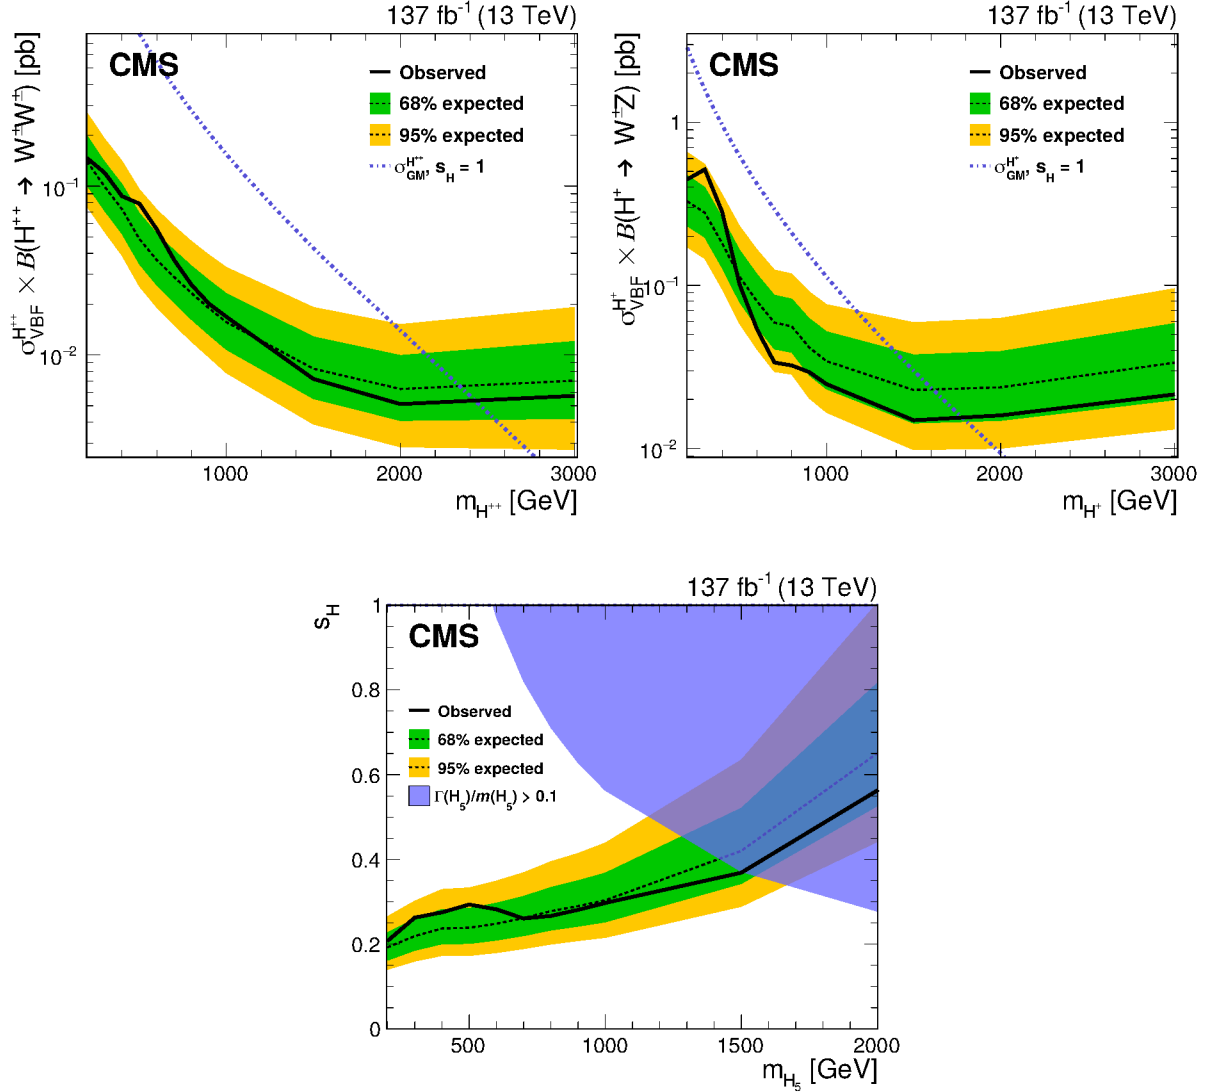 137 fb⁻¹ (13 TeV)
CMS
Observed
68% expected
95% expected
σ_GM^H⁺⁺, s_H = 1
σ_VBF^H⁺⁺ × B(H⁺⁺ → W±W±) [pb]
10⁻¹
10⁻²
1000 2000 3000
m_H⁺⁺ [GeV]
137 fb⁻¹ (13 TeV)
CMS
Observed
68% expected
95% expected
σ_GM^H⁺, s_H = 1
σ_VBF^H⁺ × B(H⁺ → W±Z) [pb]
1
10⁻¹
10⁻²
1000 2000 3000
m_H⁺ [GeV]
137 fb⁻¹ (13 TeV)
CMS
Observed
68% expected
95% expected
Γ(H₅)/m(H₅) > 0.1
s_H
1
0.8
0.6
0.4
0.2
0
500 1000 1500 2000
m_H₅ [GeV]